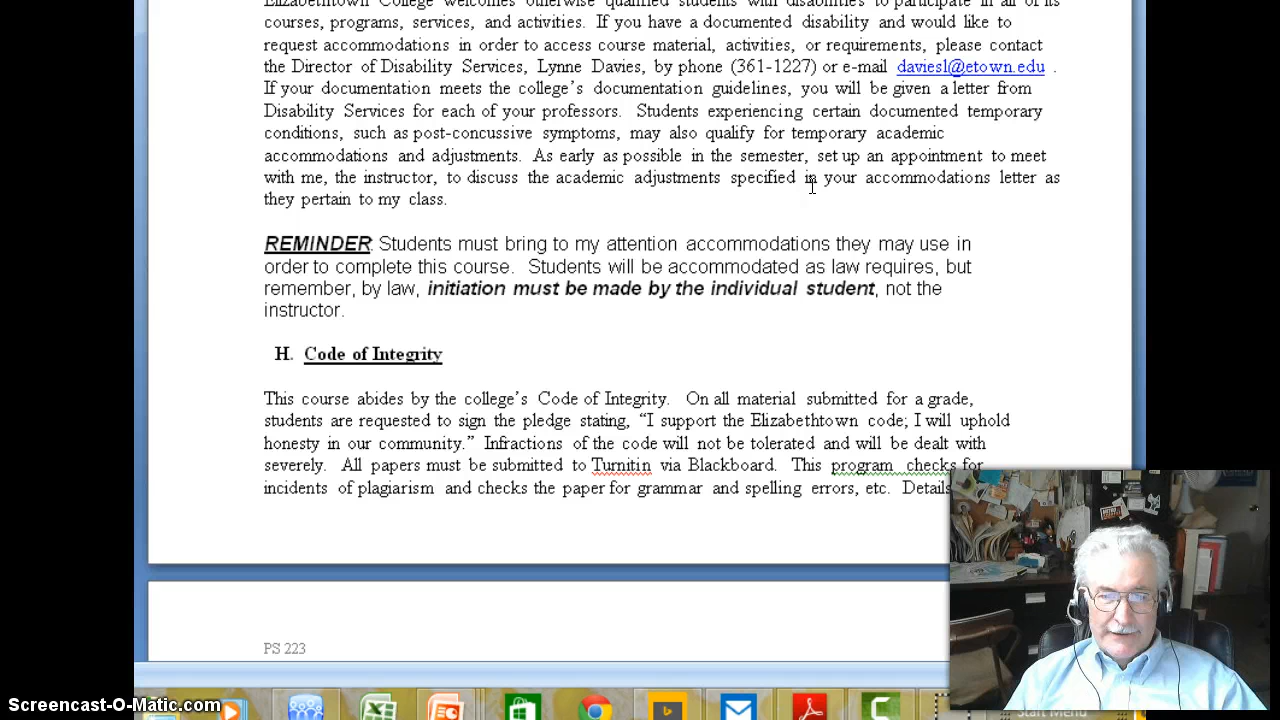 Elizabethtown College welcomes otherwise qualified students with disabilities to participate in all of its
courses, programs, services, and activities. If you have a documented disability and would like to
request accommodations in order to access course material, activities, or requirements, please contact
the Director of Disability Services, Lynne Davies, by phone (361-1227) or e-mail daviesl@etown.edu .
If your documentation meets the college's documentation guidelines, you will be given a letter from
Disability Services for each of your professors. Students experiencing certain documented temporary
conditions, such as post-concussive symptoms, may also qualify for temporary academic
accommodations and adjustments. As early as possible in the semester, set up an appointment to meet
with me, the instructor, to discuss the academic adjustments specified in your accommodations letter as
they pertain to my class.
REMINDER: Students must bring to my attention accommodations they may use in
order to complete this course. Students will be accommodated as law requires, but
remember, by law, initiation must be made by the individual student, not the
instructor.
H. Code of Integrity
This course abides by the college's Code of Integrity. On all material submitted for a grade,
students are requested to sign the pledge stating, “I support the Elizabethtown code; I will uphold
honesty in our community.” Infractions of the code will not be tolerated and will be dealt with
severely. All papers must be submitted to Turnitin via Blackboard. This program checks for
incidents of plagiarism and checks the paper for grammar and spelling errors, etc. Details
PS 223
Screencast-O-Matic.com
Start Menu